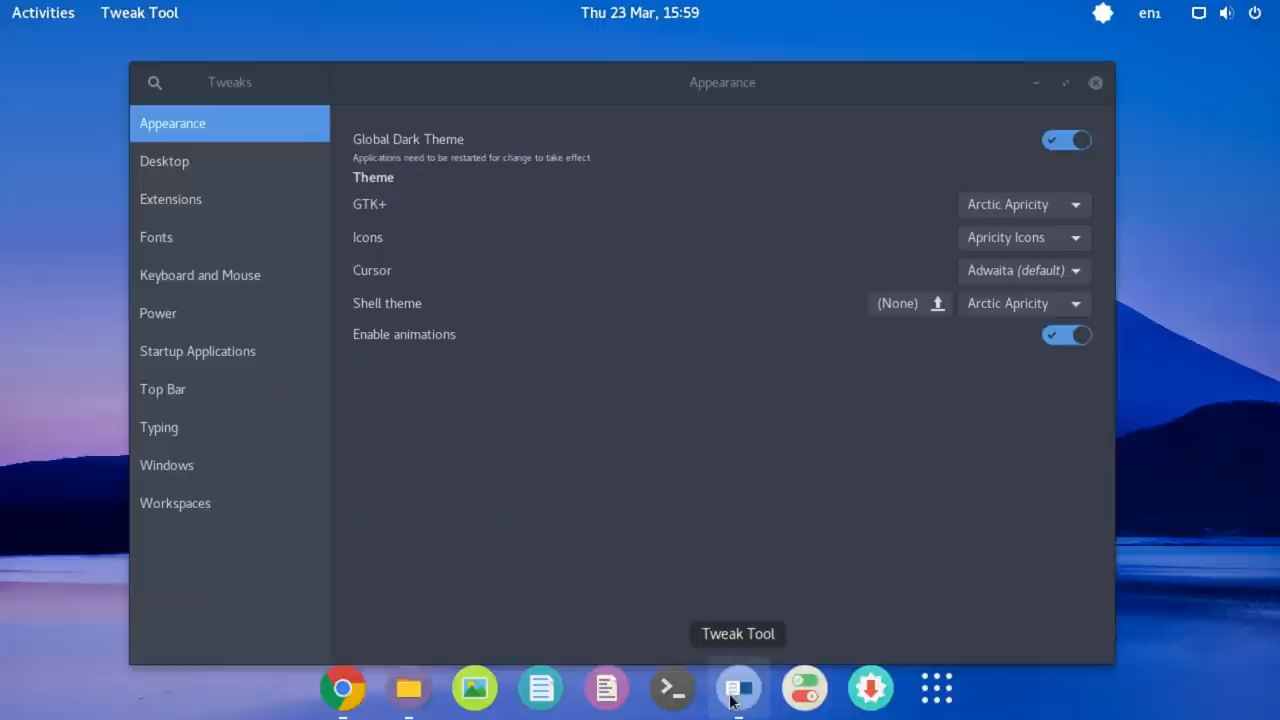 Activities Tweak Tool Thu 23 Mar, 15:59 en₁
Tweaks Appearance
Appearance
Desktop
Extensions
Fonts
Keyboard and Mouse
Power
Startup Applications
Top Bar
Typing
Windows
Workspaces
Global Dark Theme
Applications need to be restarted for change to take effect
Theme
GTK+ Arctic Apricity
Icons Apricity Icons
Cursor Adwaita (default)
Shell theme (None) Arctic Apricity
Enable animations
Tweak Tool